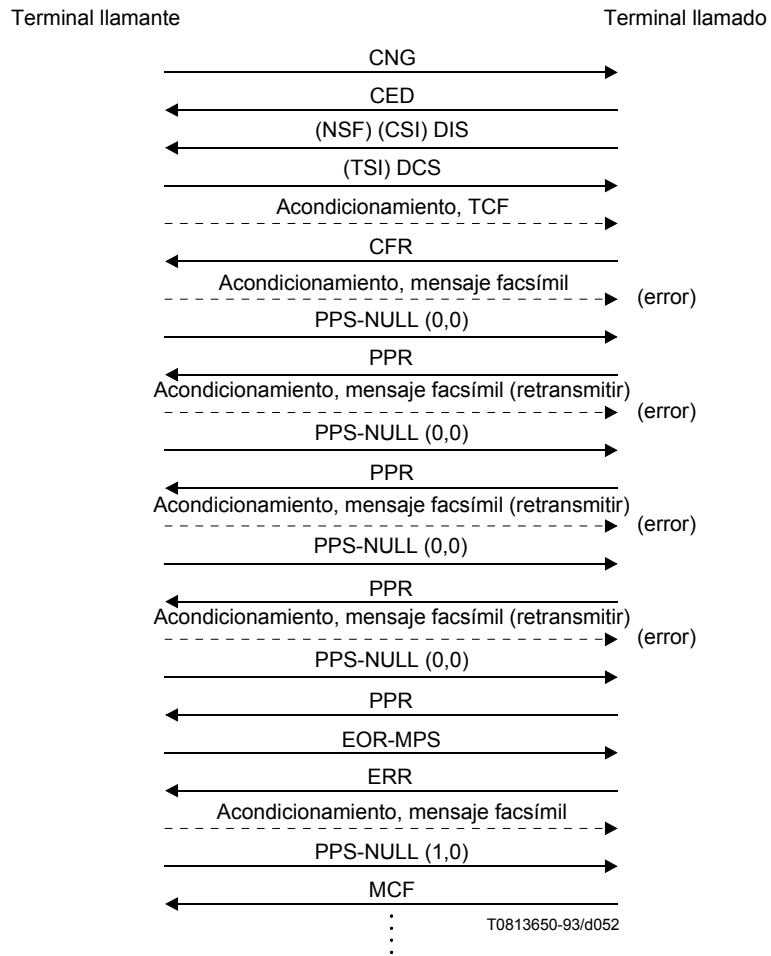 Terminal llamante
Terminal llamado
CNG
CED
(NSF) (CSI) DIS
(TSI) DCS
Acondicionamiento, TCF
CFR
Acondicionamiento, mensaje facsímil
(error)
PPS-NULL (0,0)
PPR
Acondicionamiento, mensaje facsímil (retransmitir)
(error)
PPS-NULL (0,0)
PPR
Acondicionamiento, mensaje facsímil (retransmitir)
(error)
PPS-NULL (0,0)
PPR
Acondicionamiento, mensaje facsímil (retransmitir)
(error)
PPS-NULL (0,0)
PPR
EOR-MPS
ERR
Acondicionamiento, mensaje facsímil
PPS-NULL (1,0)
MCF
T0813650-93/d052